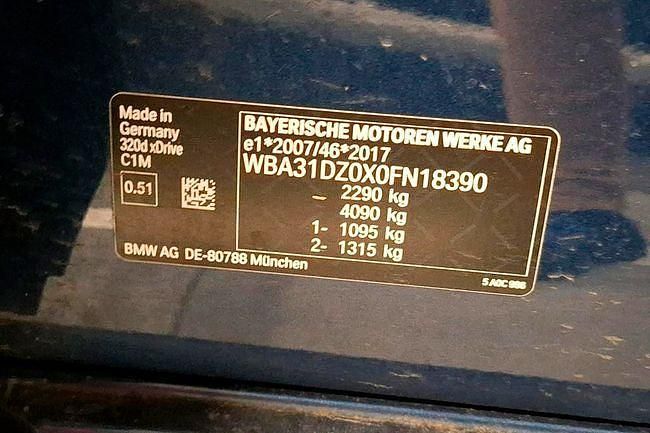 Made in
Germany
320d xDrive
C1M
0.51
BAYERISCHE MOTOREN WERKE AG
e1*2007/46*2017
WBA31DZ0X0FN18390
– 2290 kg
4090 kg
1- 1095 kg
2- 1315 kg
BMW AG DE-80788 München
5 A0C 986